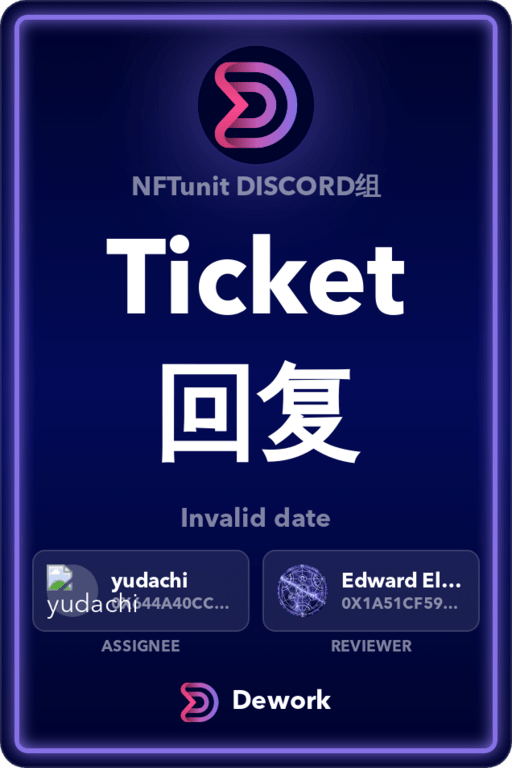 NFTunit DISCORD组
Ticket
回复
Invalid date
yudachi
yudachi
Edward El...
0X1A51CF59...
ASSIGNEE
REVIEWER
Dework